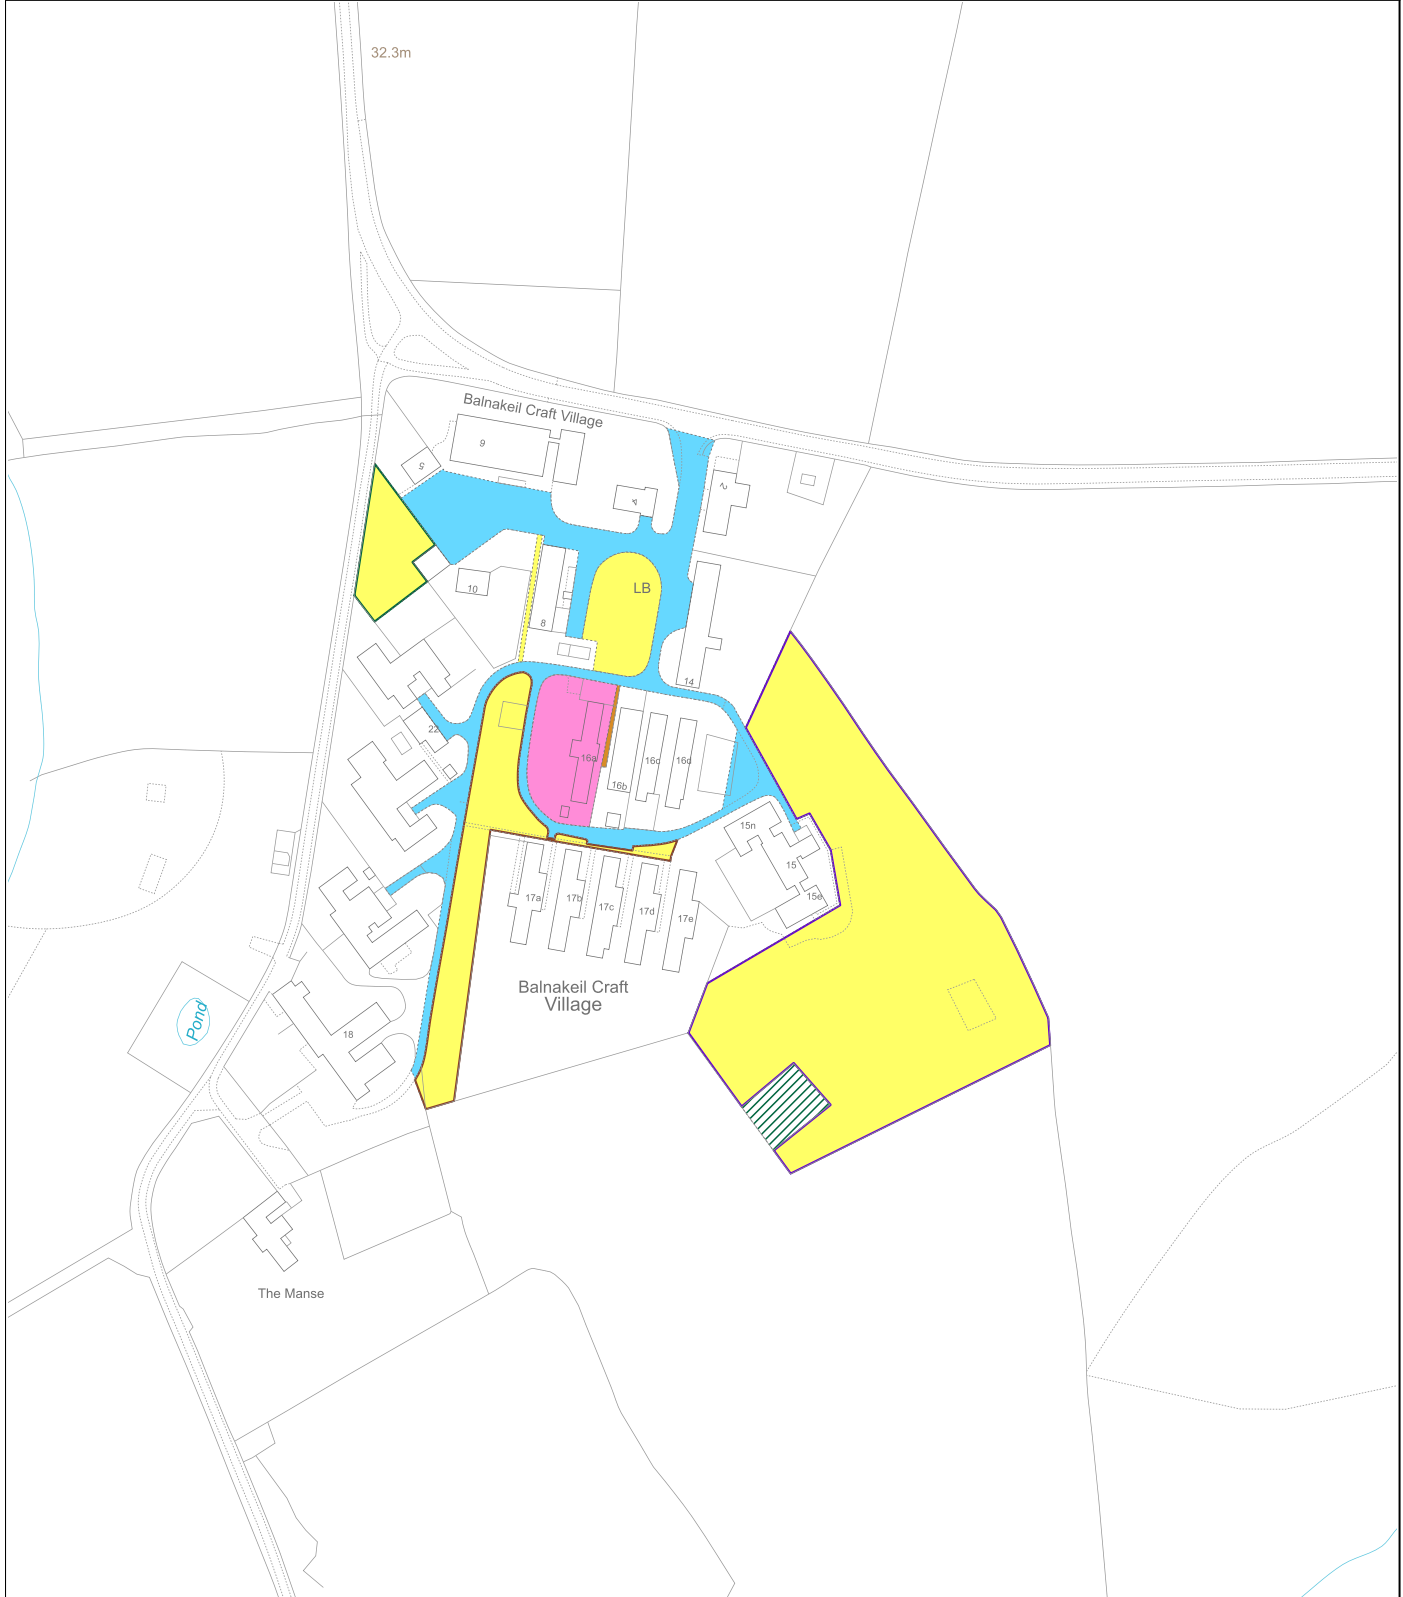 32.3m
Balnakeil Craft Village
9
5
4
2
10
8
LB
14
22
16a
16b
16c
16d
15n
15
15e
17a
17b
17c
17d
17e
Balnakeil Craft
Village
Pond
18
The Manse